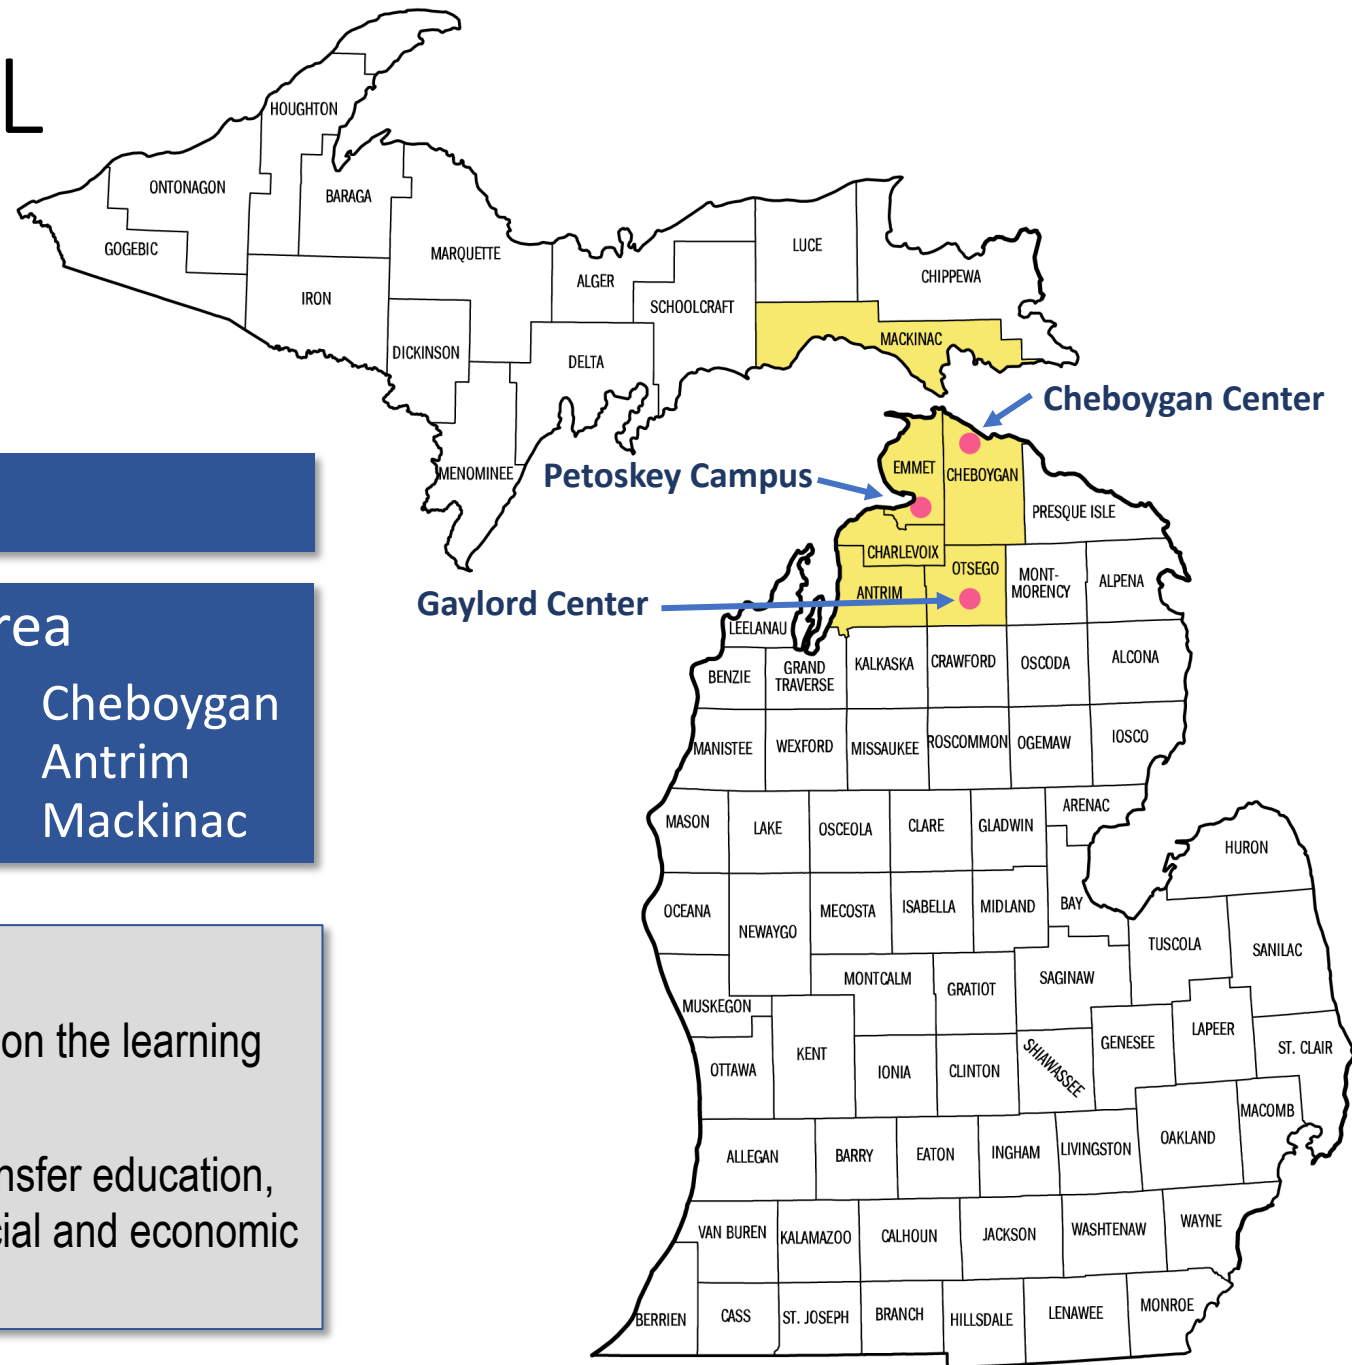 L
HOUGHTON
ONTONAGON
BARAGA
GOGEBIC
MARQUETTE
LUCE
CHIPPEWA
ALGER
IRON
SCHOOLCRAFT
MACKINAC
DICKINSON
DELTA
Cheboygan Center
MENOMINEE
Petoskey Campus
EMMET
CHEBOYGAN
PRESQUE ISLE
CHARLEVOIX
OTSEGO
MONT-
MORENCY
ALPENA
ANTRIM
Gaylord Center
LEELANAU
rea
Cheboygan
Antrim
Mackinac
BENZIE
GRAND
TRAVERSE
KALKASKA
CRAWFORD
OSCODA
ALCONA
MANISTEE
WEXFORD
MISSAUKEE
ROSCOMMON
OGEMAW
IOSCO
ARENAC
MASON
LAKE
OSCEOLA
CLARE
GLADWIN
HURON
OCEANA
NEWAYGO
MECOSTA
ISABELLA
MIDLAND
BAY
TUSCOLA
SANILAC
MONTCALM
GRATIOT
SAGINAW
MUSKEGON
on the learning
OTTAWA
KENT
IONIA
CLINTON
SHIAWASSEE
GENESEE
LAPEER
ST. CLAIR
MACOMB
nsfer education,
cial and economic
ALLEGAN
BARRY
EATON
INGHAM
LIVINGSTON
OAKLAND
VAN BUREN
KALAMAZOO
CALHOUN
JACKSON
WASHTENAW
WAYNE
BERRIEN
CASS
ST. JOSEPH
BRANCH
HILLSDALE
LENAWEE
MONROE